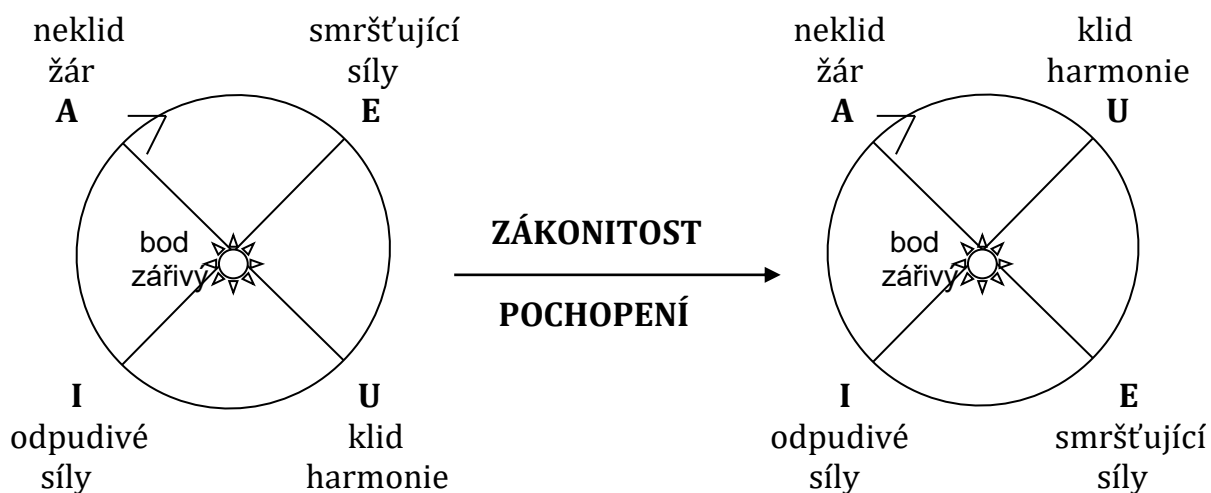 neklid
žár
A
smršťující
síly
E
bod
zářivý
I
odpudivé
síly
U
klid
harmonie
ZÁKONITOST
POCHOPENÍ
neklid
žár
A
klid
harmonie
U
bod
zářivý
I
odpudivé
síly
E
smršťující
síly